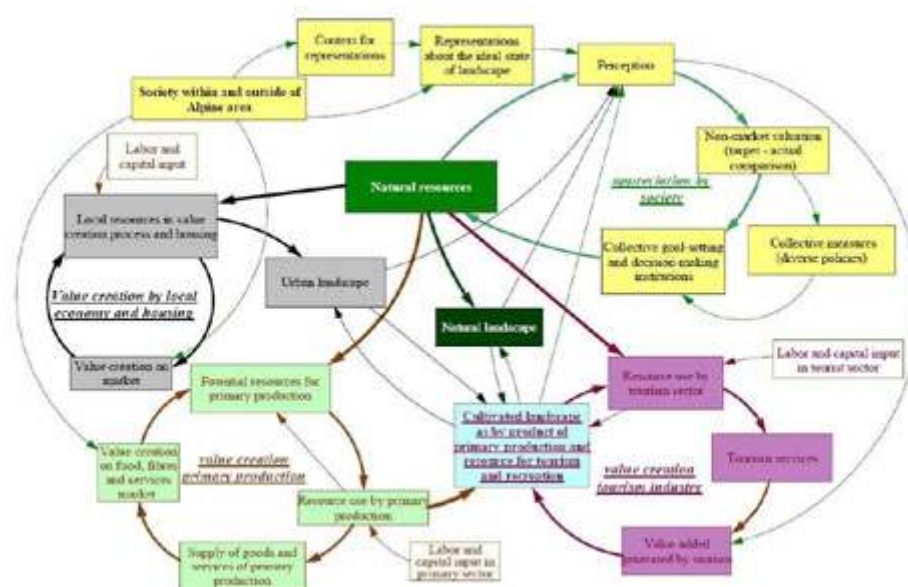 Context for
representations
Representations
about the ideal state
of landscape
Perception
Society within and outside of
Alpine area
Labor and
capital input
Non-market valuation
(target - actual
comparison)
Natural resources
appreciation by
society
Local resources in value
creation process and housing
Collective goal-setting
and decision-making
institutions
Collective measures
(diverse policies)
Urban landscape
Value creation by local
economy and housing
Natural landscape
Value creation on
market
Potential resources for
primary production
Resource use by
tourism sector
Labor and capital input
in tourist sector
Cultivated landscape
as by product of
primary production and
resource for tourism
and recreation
Value creation
on food, fibres
and services
market
value creation
primary production
value creation
tourism industry
Tourism services
Resource use by primary
production
Supply of goods and
services of primary
production
Labor and
capital input
in primary sector
Value added
generated by tourism